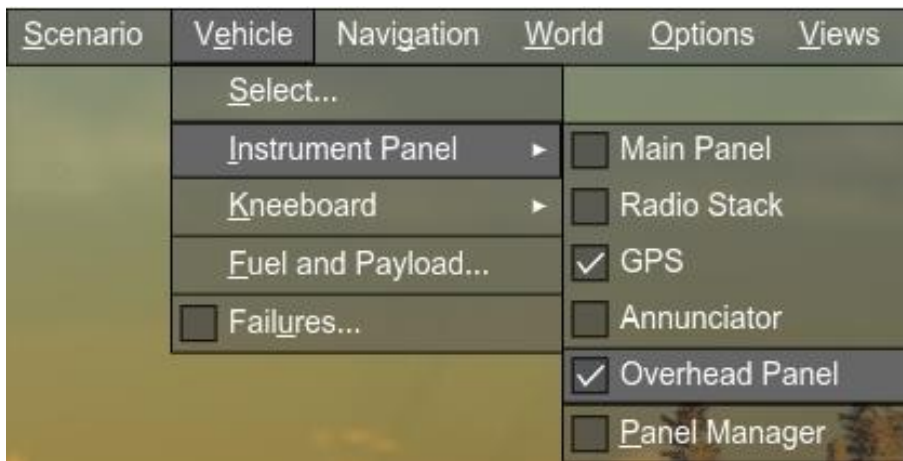 Scenario Vehicle Navigation World Options Views
Select...
Instrument Panel
Kneeboard
Fuel and Payload...
Failures...
Main Panel
Radio Stack
GPS
Annunciator
Overhead Panel
Panel Manager